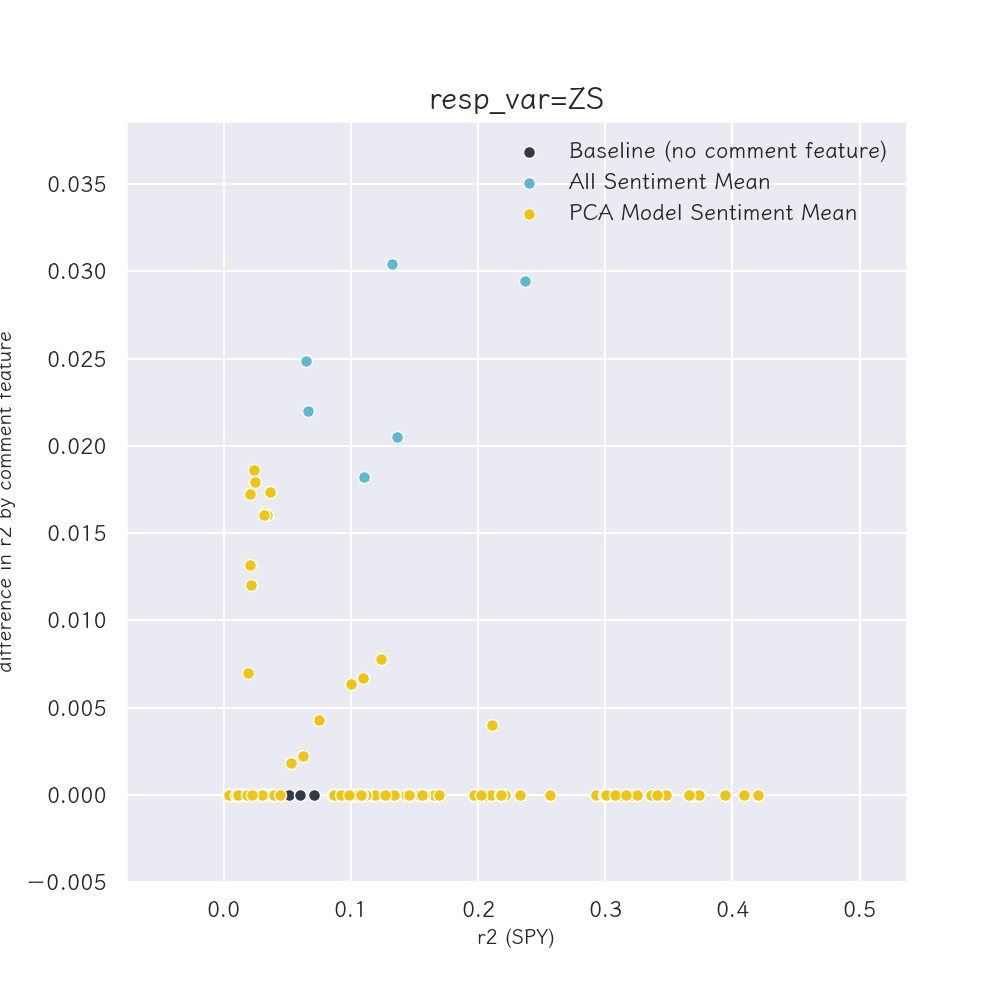 resp_var=ZS
Baseline (no comment feature)
All Sentiment Mean
PCA Model Sentiment Mean
difference in r2 by comment feature
0.035
0.030
0.025
0.020
0.015
0.010
0.005
0.000
−0.005
0.0 0.1 0.2 0.3 0.4 0.5
r2 (SPY)